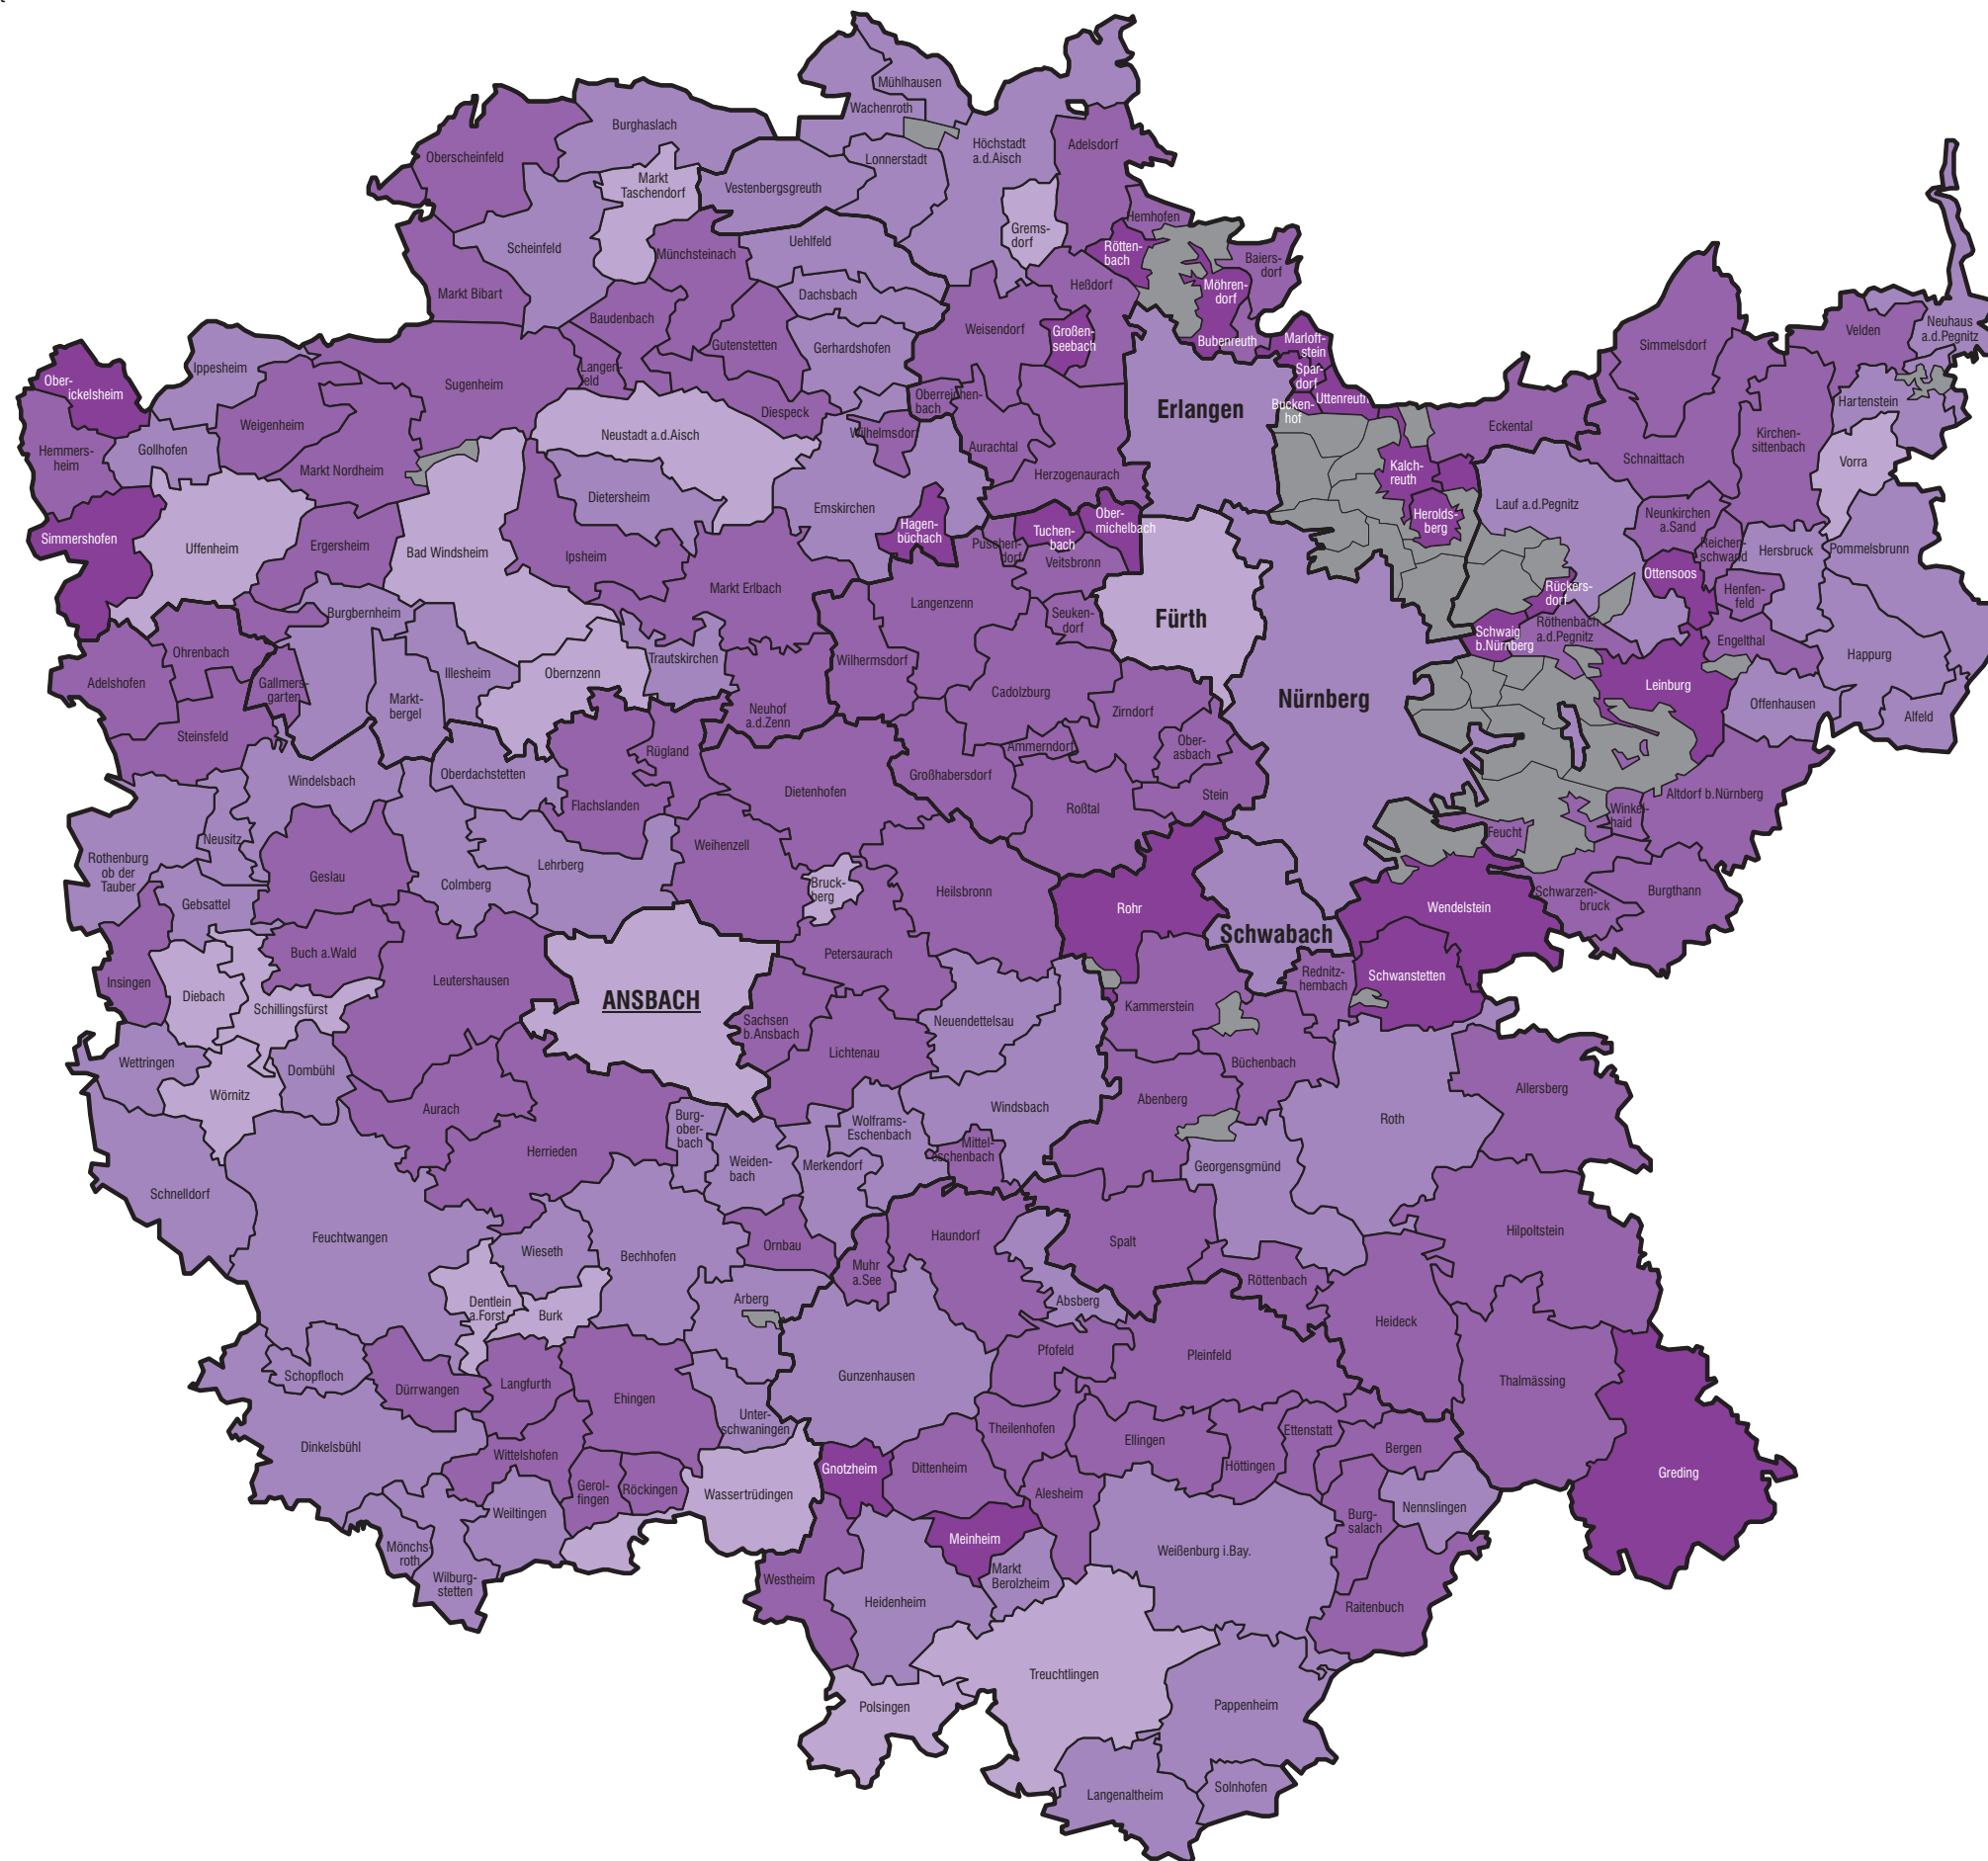 Mühlhausen
Wachenroth
Burghaslach
Höchstadt
a.d.Aisch
Adelsdorf
Oberscheinfeld
Lonnerstadt
Markt
Taschendorf
Vestenbergsgreuth
Hemhofen
Grems-
dorf
Uehlfeld
Scheinfeld
Münchsteinach
Rötten-
bach
Baiers-
dorf
Heßdorf
Möhren-
dorf
Markt Bibart
Dachsbach
Baudenbach
Weisendorf
Großen-
seebach
Velden
Neuhaus
a.d.Pegnitz
Bubenreuth
Marloff-
stein
Simmelsdorf
Gutenstetten
Gerhardshofen
Ippesheim
Langen-
feld
Spar-
dorf
Ober-
ickelsheim
Sugenheim
Oberreichen-
bach
Uttenreuth
Hartenstein
Erlangen
Bucken-
hof
Diespeck
Weigenheim
Eckental
Neustadt a.d.Aisch
Wilhelmsdorf
Kirchen-
sittenbach
Hemmers-
heim
Gollhofen
Aurachtal
Schnaittach
Vorra
Markt Nordheim
Herzogenaurach
Kalch-
reuth
Dietersheim
Emskirchen
Lauf a.d.Pegnitz
Neunkirchen
a.Sand
Herolds-
berg
Hagen-
büchach
Ober-
michelbach
Tuchen-
bach
Simmershofen
Uffenheim
Ergersheim
Bad Windsheim
Ipsheim
Puschen-
dorf
Veitsbronn
Reichen-
schwand
Hersbruck
Pommelsbrunn
Ottensoos
Markt Erlbach
Rückers-
dorf
Henfen-
feld
Langenzenn
Burgbernheim
Seuken-
dorf
Fürth
Röthenbach
a.d.Pegnitz
Schwaig
b.Nürnberg
Engelthal
Ohrenbach
Trautskirchen
Wilhermsdorf
Happurg
Illesheim
Obernzenn
Adelshofen
Gallmers-
garten
Leinburg
Markt-
bergel
Cadolzburg
Nürnberg
Offenhausen
Neuhof
a.d.Zenn
Zirndorf
Alfeld
Steinsfeld
Rügland
Ammerndorf
Ober-
asbach
Windelsbach
Oberdachstetten
Großhabersdorf
Dietenhofen
Stein
Altdorf b.Nürnberg
Flachslanden
Roßtal
Winkel-
haid
Neusitz
Feucht
Weihenzell
Rothenburg
ob der
Tauber
Lehrberg
Geslau
Colmberg
Bruck-
berg
Heilsbronn
Schwarzen-
bruck
Burgthann
Gebsattel
Rohr
Wendelstein
Schwabach
Buch a.Wald
Petersaurach
Insingen
Diebach
Leutershausen
Rednitz-
hembach
Schwanstetten
ANSBACH
Schillingsfürst
Kammerstein
Sachsen
b.Ansbach
Neuendettelsau
Wettringen
Dombühl
Lichtenau
Büchenbach
Wörnitz
Allersberg
Aurach
Abenberg
Windsbach
Roth
Burg-
ober-
bach
Wolframs-
Eschenbach
Herrieden
Mittel-
eschenbach
Weiden-
bach
Merkendorf
Georgensgmünd
Schnelldorf
Feuchtwangen
Haundorf
Hilpoltstein
Wieseth
Bechhofen
Ornbau
Spalt
Muhr
a.See
Röttenbach
Dentlein
a.Forst
Burk
Arberg
Absberg
Heideck
Pfofeld
Pleinfeld
Schopfloch
Dürrwangen
Langfurth
Gunzenhausen
Thalmässing
Ehingen
Unter-
schwaningen
Theilenhofen
Ettenstatt
Dinkelsbühl
Ellingen
Bergen
Wittelshofen
Gnotzheim
Dittenheim
Höttingen
Greding
Gerol-
fingen
Röckingen
Wassertrüdingen
Alesheim
Nennslingen
Weiltingen
Burg-
salach
Meinheim
Mönchs-
roth
Weißenburg i.Bay.
Wilburg-
stetten
Westheim
Markt
Berolzheim
Heidenheim
Raitenbuch
Treuchtlingen
Polsingen
Pappenheim
Langenaltheim
Solnhofen